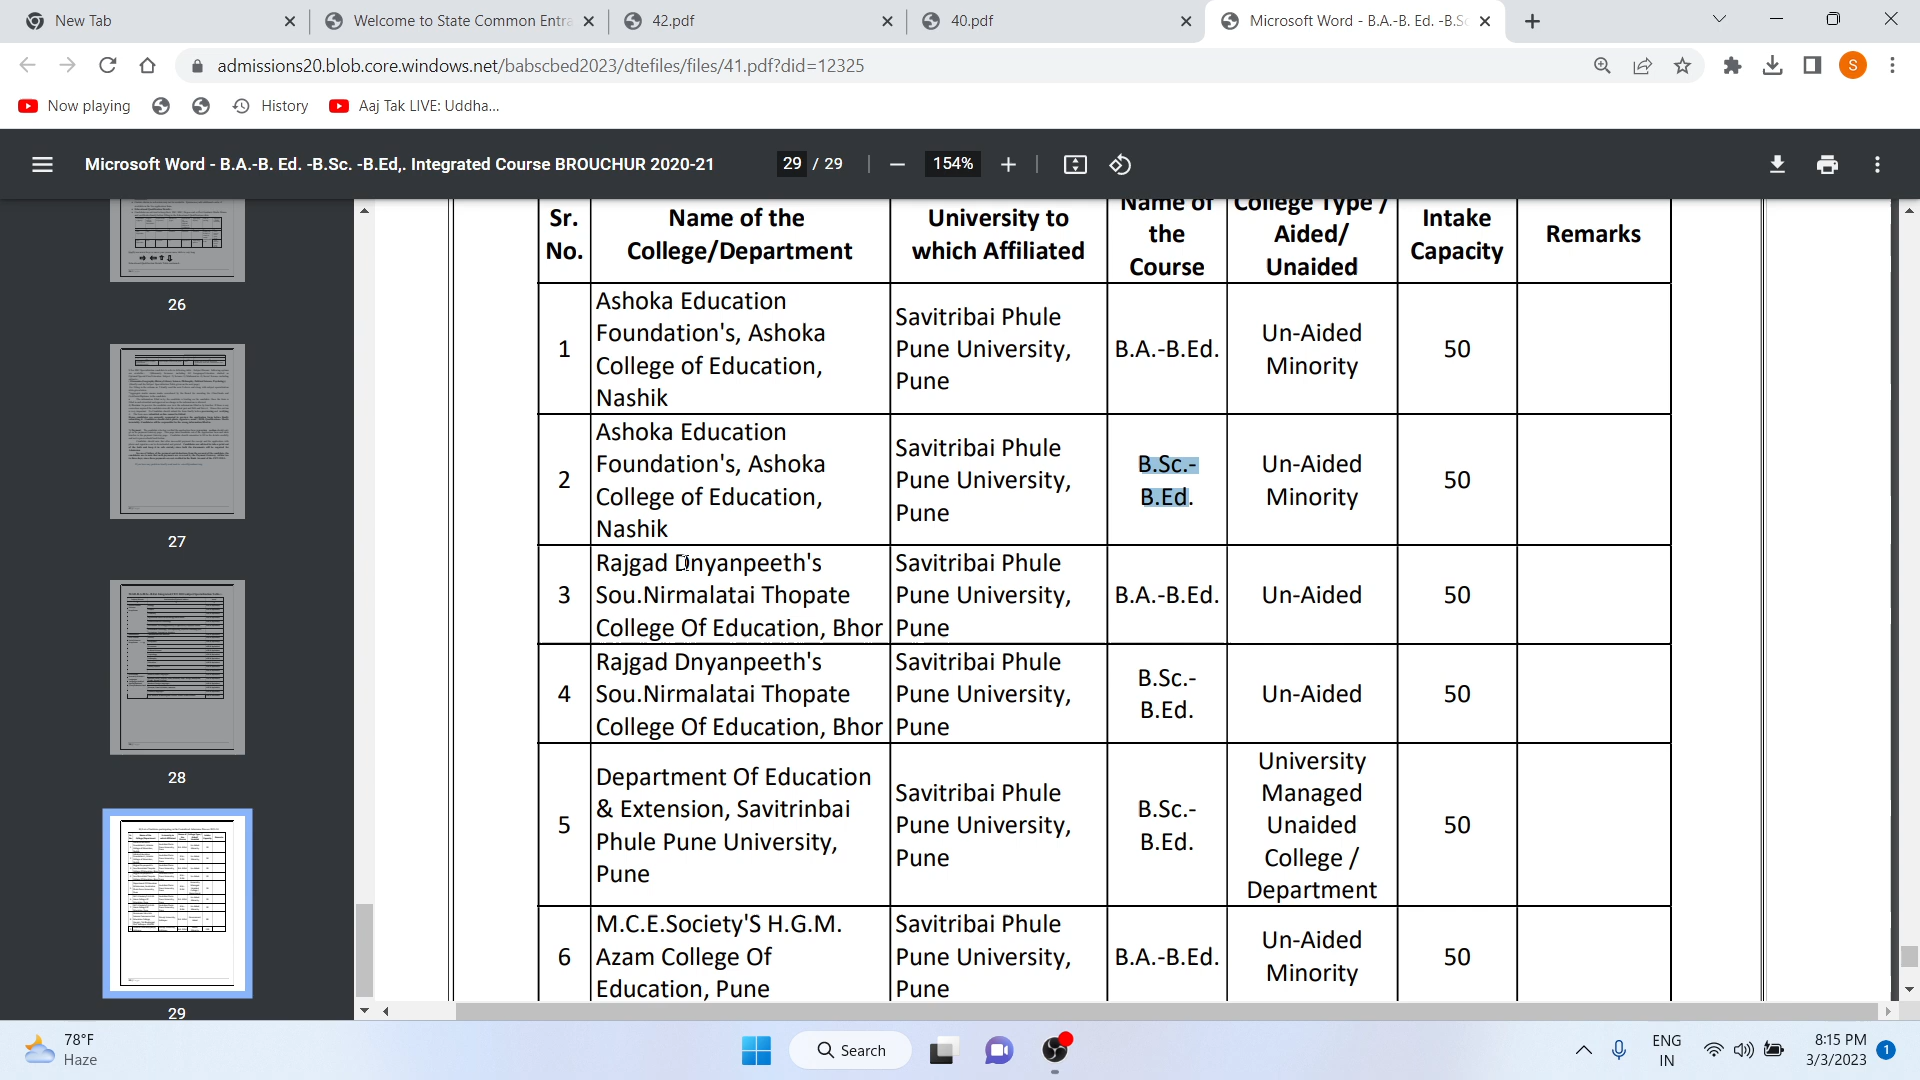 New Tab
Welcome to State Common Entra
42.pdf
40.pdf
Microsoft Word - B.A.-B. Ed. -B.Sc
admissions20.blob.core.windows.net/babscbed2023/dtefiles/files/41.pdf?did=12325
S
Now playing
History
Aaj Tak LIVE: Uddha...
Microsoft Word - B.A.-B. Ed. -B.Sc. -B.Ed,. Integrated Course BROUCHUR 2020-21
29 / 29
154%
26
27
28
29
Sr.
No.
Name of the
College/Department
University to
which Affiliated
Name of
the
Course
College Type /
Aided/
Unaided
Intake
Capacity
Remarks
1
Ashoka Education
Foundation's, Ashoka
College of Education,
Nashik
Savitribai Phule
Pune University,
Pune
B.A.-B.Ed.
Un-Aided
Minority
50
2
Ashoka Education
Foundation's, Ashoka
College of Education,
Nashik
Savitribai Phule
Pune University,
Pune
B.Sc.-
B.Ed.
Un-Aided
Minority
50
3
Rajgad Dnyanpeeth's
Sou.Nirmalatai Thopate
College Of Education, Bhor
Savitribai Phule
Pune University,
Pune
B.A.-B.Ed.
Un-Aided
50
4
Rajgad Dnyanpeeth's
Sou.Nirmalatai Thopate
College Of Education, Bhor
Savitribai Phule
Pune University,
Pune
B.Sc.-
B.Ed.
Un-Aided
50
5
Department Of Education
& Extension, Savitrinbai
Phule Pune University,
Pune
Savitribai Phule
Pune University,
Pune
B.Sc.-
B.Ed.
University
Managed
Unaided
College /
Department
50
6
M.C.E.Society'S H.G.M.
Azam College Of
Education, Pune
Savitribai Phule
Pune University,
Pune
B.A.-B.Ed.
Un-Aided
Minority
50
78°F
Haze
Search
ENG
IN
8:15 PM
3/3/2023
1